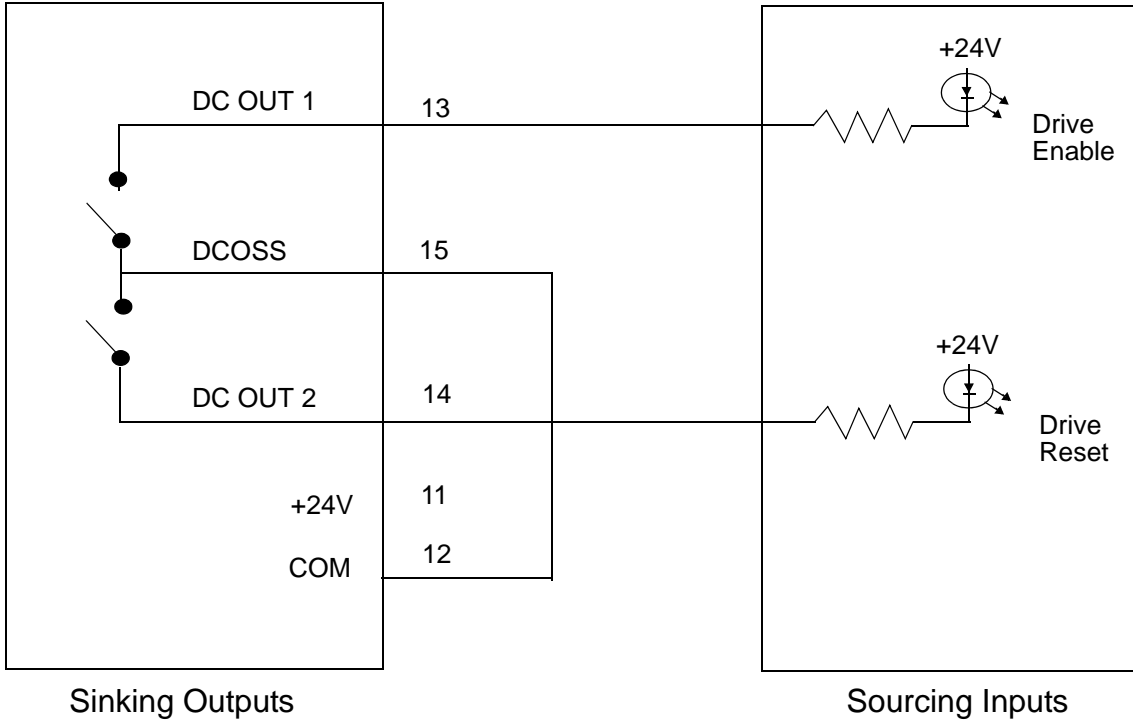 +24V
DC OUT 1
13
Drive
Enable
DCOSS
15
+24V
DC OUT 2
14
Drive
Reset
+24V
11
COM
12
Sinking Outputs
Sourcing Inputs